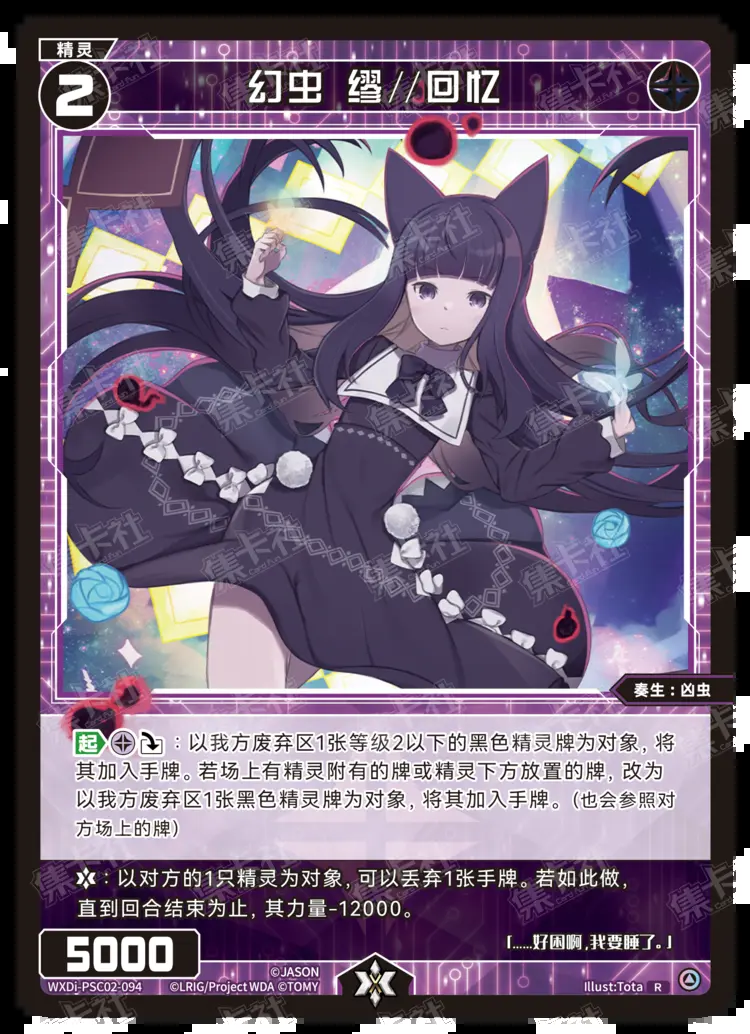 精灵
2
幻虫 缪//回忆
奏生：凶虫
起 ：以我方废弃区1张等级2以下的黑色精灵牌为对象，将
其加入手牌。若场上有精灵附有的牌或精灵下方放置的牌，改为
以我方废弃区1张黑色精灵牌为对象，将其加入手牌。（也会参照对
方场上的牌）
：以对方的1只精灵为对象，可以丢弃1张手牌。若如此做，
直到回合结束为止，其力量-12000。
5000
「……好困啊，我要睡了。」
©JASON
WXDi-PSC02-094 ©LRIG/Project WDA ©TOMY
Illust:Tota R
集卡社